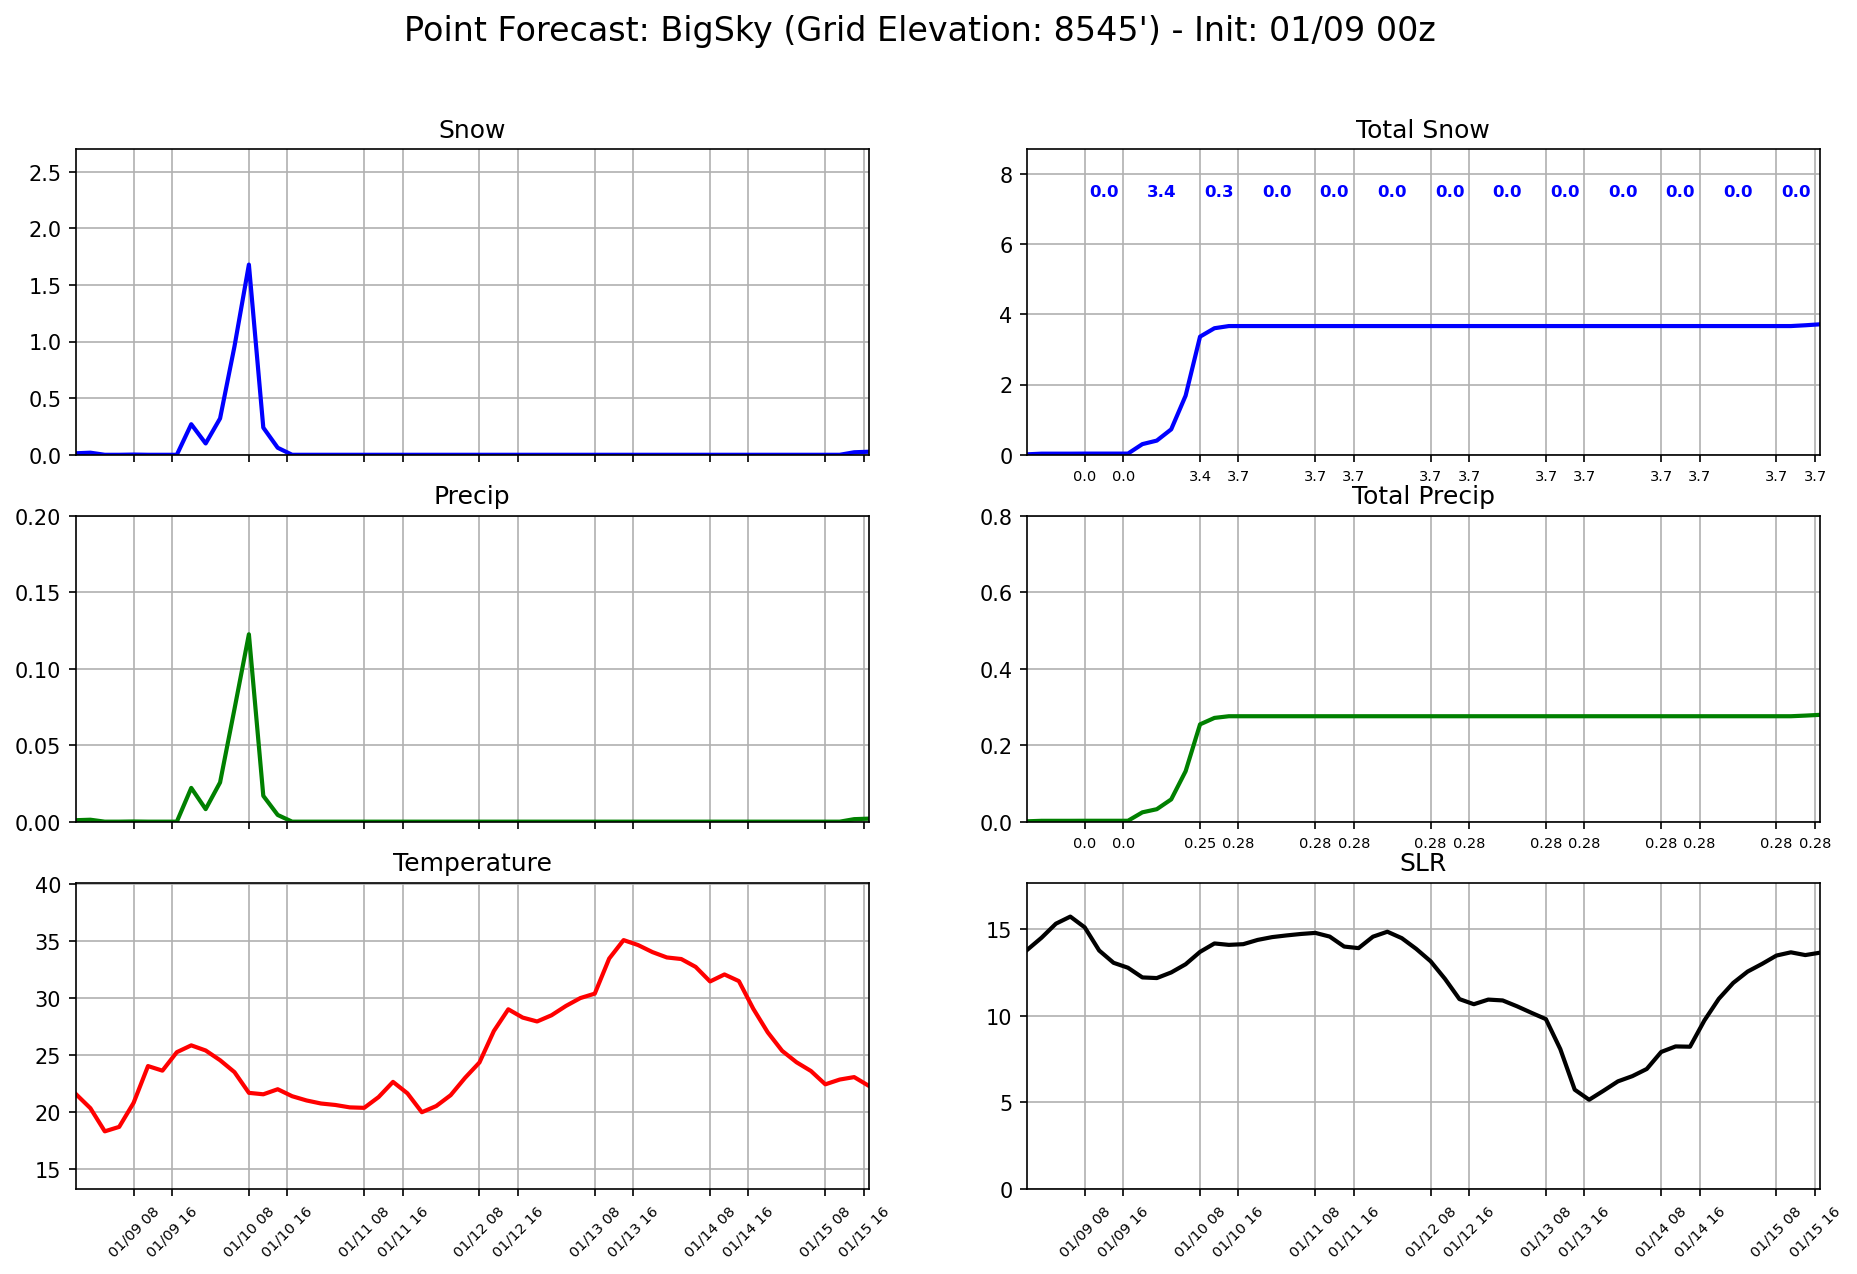 Point Forecast: BigSky (Grid Elevation: 8545') - Init: 01/09 00z
Snow
2.5
2.0
1.5
1.0
0.5
0.0
Total Snow
8
6
4
2
0
0.0 3.4 0.3 0.0 0.0 0.0 0.0 0.0 0.0 0.0 0.0 0.0 0.0
0.0 0.0 3.4 3.7 3.7 3.7 3.7 3.7 3.7 3.7 3.7 3.7 3.7 3.7
Precip
0.20
0.15
0.10
0.05
0.00
Total Precip
0.8
0.6
0.4
0.2
0.0
0.0 0.0 0.25 0.28 0.28 0.28 0.28 0.28 0.28 0.28 0.28 0.28 0.28 0.28
Temperature
40
35
30
25
20
15
01/09 08 01/09 16 01/10 08 01/10 16 01/11 08 01/11 16 01/12 08 01/12 16 01/13 08 01/13 16 01/14 08 01/14 16 01/15 08 01/15 16
SLR
15
10
5
0
01/09 08 01/09 16 01/10 08 01/10 16 01/11 08 01/11 16 01/12 08 01/12 16 01/13 08 01/13 16 01/14 08 01/14 16 01/15 08 01/15 16